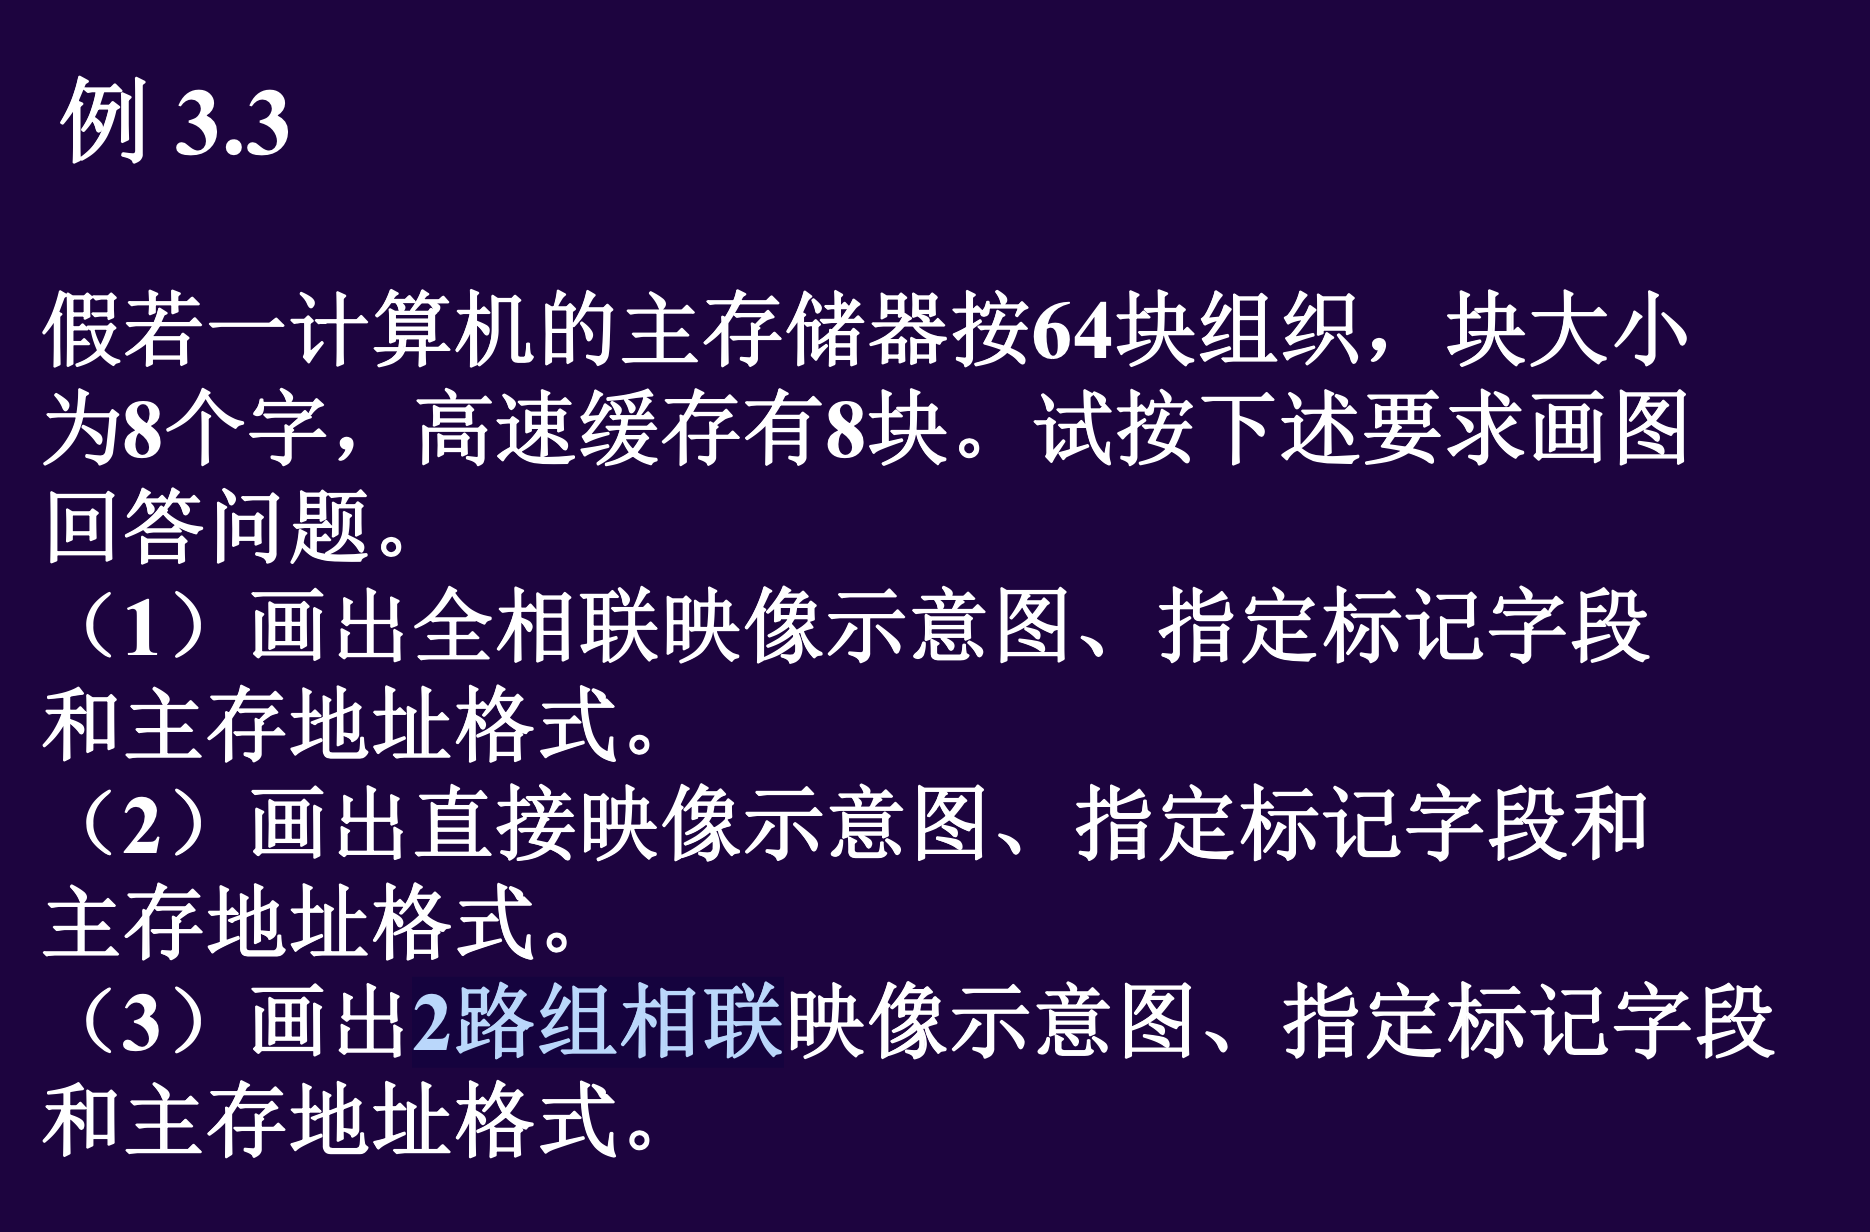 例 3.3
假若一计算机的主存储器按64块组织，块大小
为8个字，高速缓存有8块。试按下述要求画图
回答问题。
（1）画出全相联映像示意图、指定标记字段
和主存地址格式。
（2）画出直接映像示意图、指定标记字段和
主存地址格式。
（3）画出2路组相联映像示意图、指定标记字段
和主存地址格式。